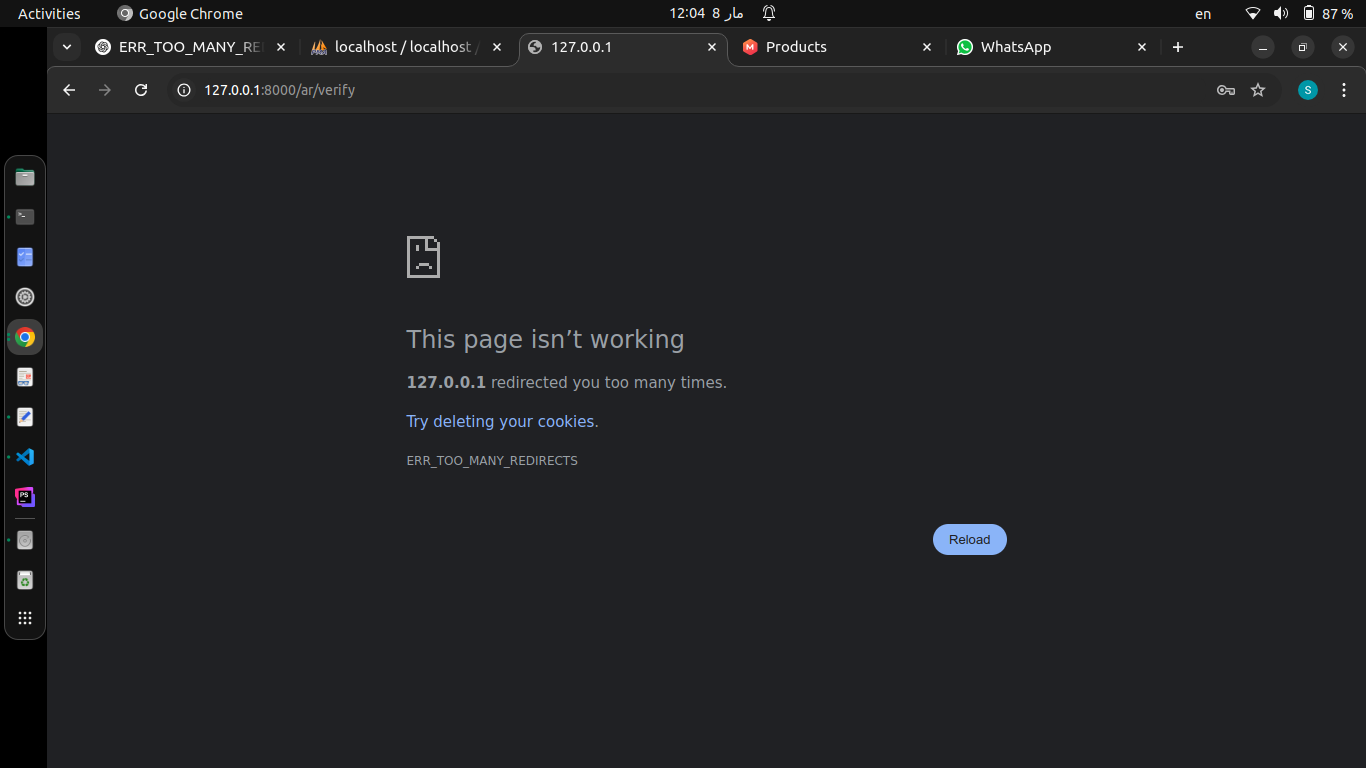 Activities
Google Chrome
12:04 8 مار
en
87 %
ERR_TOO_MANY_RE
localhost / localhost /
127.0.0.1
Products
WhatsApp
127.0.0.1:8000/ar/verify
S
This page isn’t working
127.0.0.1 redirected you too many times.
Try deleting your cookies.
ERR_TOO_MANY_REDIRECTS
Reload
PS